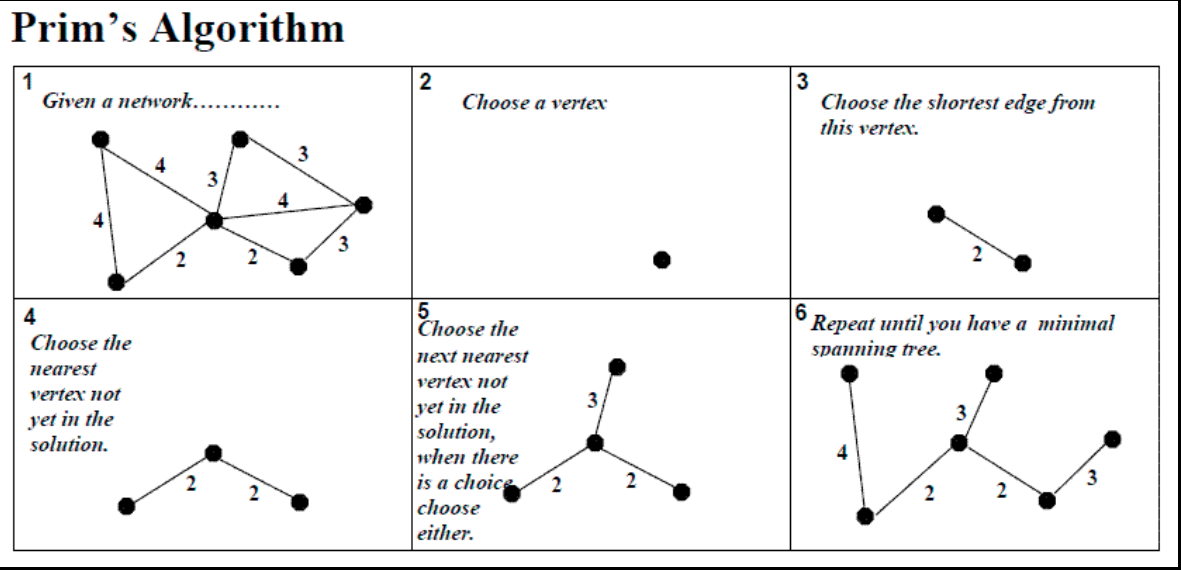 Prim's Algorithm
1
Given a network............
4
3
3
4
4
2
2
3
2
Choose a vertex
3
Choose the shortest edge from
this vertex.
2
4
Choose the
nearest
vertex not
yet in the
solution.
2
2
5
Choose the
next nearest
vertex not
yet in the
solution,
when there
is a choice
choose
either.
3
2
2
6
Repeat until you have a minimal
spanning tree.
3
4
2
2
3